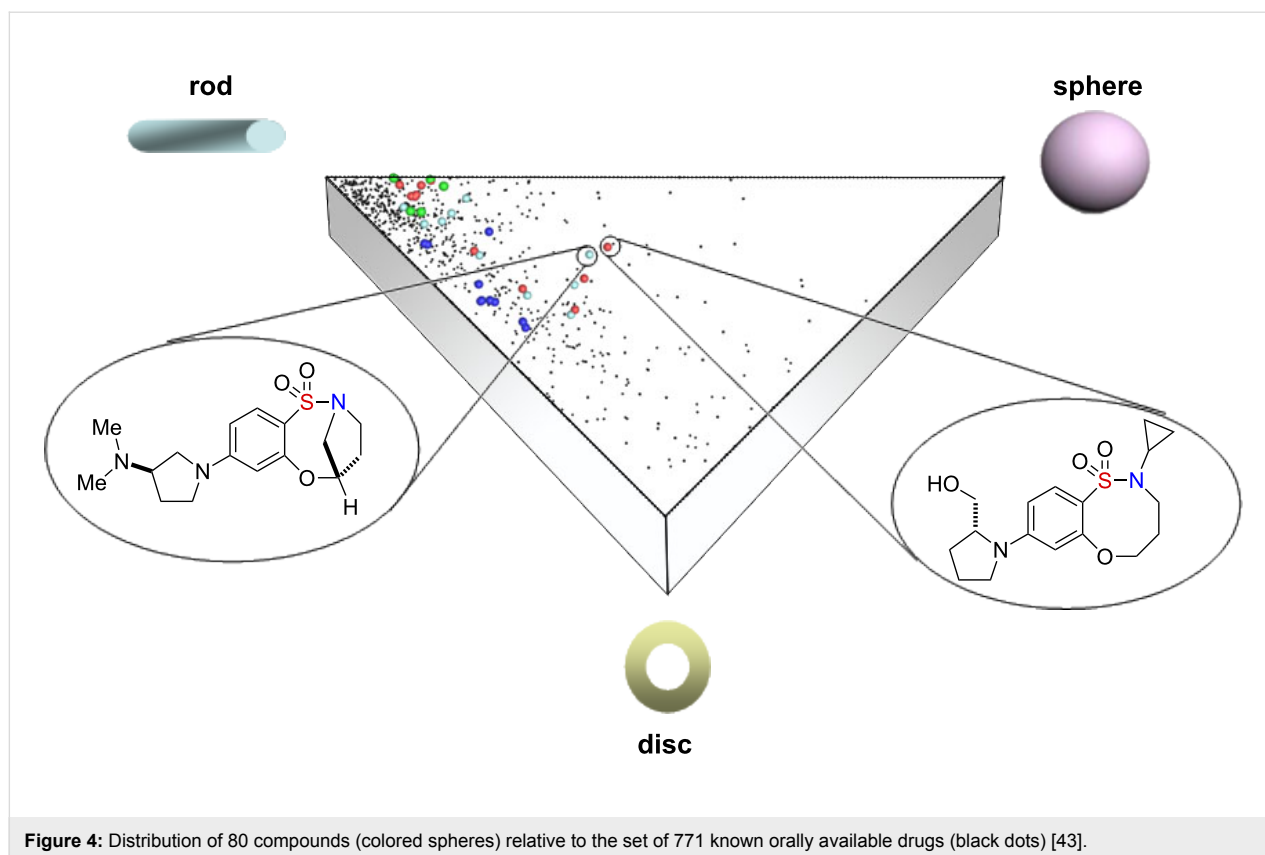 rod
sphere
O O
S N
Me
N
Me
N
O
H
O O
S N
HO
N
O
disc
Figure 4: Distribution of 80 compounds (colored spheres) relative to the set of 771 known orally available drugs (black dots) [43].